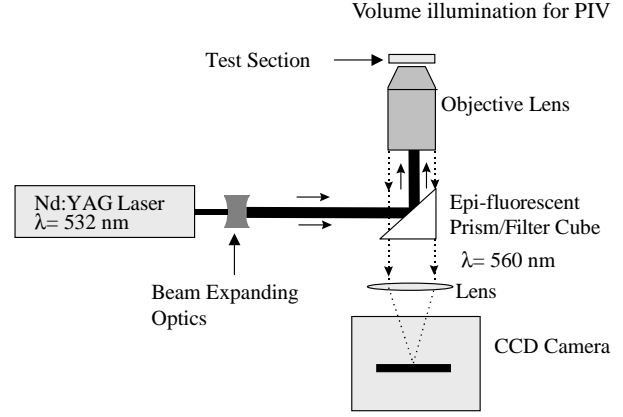 Volume illumination for PIV
Test Section
Objective Lens
Nd:YAG Laser
λ= 532 nm
Epi-fluorescent
Prism/Filter Cube
λ= 560 nm
Beam Expanding
Optics
Lens
CCD Camera